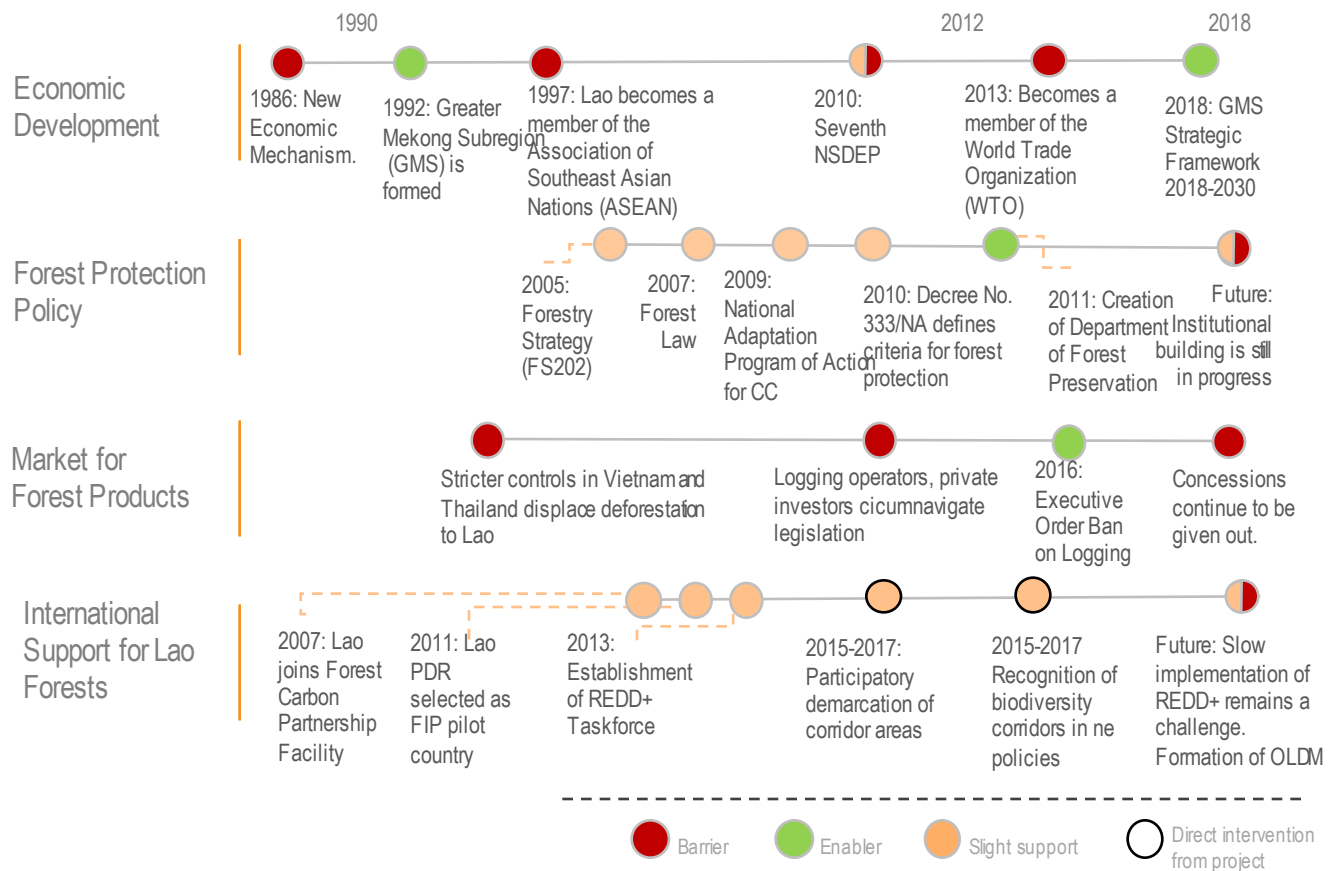 1990
2012
2018
Economic
Development
1986: New
Economic
Mechanism.
1992: Greater
Mekong Subregion
(GMS) is
formed
1997: Lao becomes a
member of the
Association of
Southeast Asian
Nations (ASEAN)
2010:
Seventh
NSDEP
2013: Becomes a
member of the
World Trade
Organization
(WTO)
2018: GMS
Strategic
Framework
2018-2030
Forest Protection
Policy
2005:
Forestry
Strategy
(FS202)
2007:
Forest
Law
2009:
National
Adaptation
Program of Action
for CC
2010: Decree No.
333/NA defines
criteria for forest
protection
2011: Creation
of Department
of Forest
Preservation
Future:
Institutional
building is still
in progress
Market for
Forest Products
Stricter controls in Vietnam and
Thailand displace deforestation
to Lao
Logging operators, private
investors cicumnavigate
legislation
2016:
Executive
Order Ban
on Logging
Concessions
continue to be
given out.
International
Support for Lao
Forests
2007: Lao
joins Forest
Carbon
Partnership
Facility
2011: Lao
PDR
selected as
FIP pilot
country
2013:
Establishment
of REDD+
Taskforce
2015-2017:
Participatory
demarcation of
corridor areas
2015-2017
Recognition of
biodiversity
corridors in ne
policies
Future: Slow
implementation of
REDD+ remains a
challenge.
Formation of OLDM
Barrier
Enabler
Slight support
Direct intervention
from project